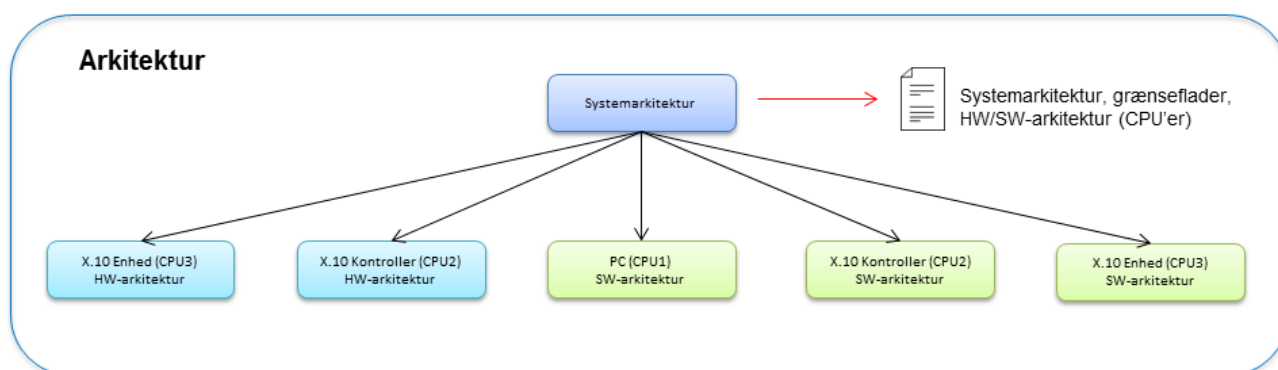 Arkitektur
Systemarkitektur
Systemarkitektur, grænseflader,
HW/SW-arkitektur (CPU'er)
X.10 Enhed (CPU3)
HW-arkitektur
X.10 Kontroller (CPU2)
HW-arkitektur
PC (CPU1)
SW-arkitektur
X.10 Kontroller (CPU2)
SW-arkitektur
X.10 Enhed (CPU3)
SW-arkitektur